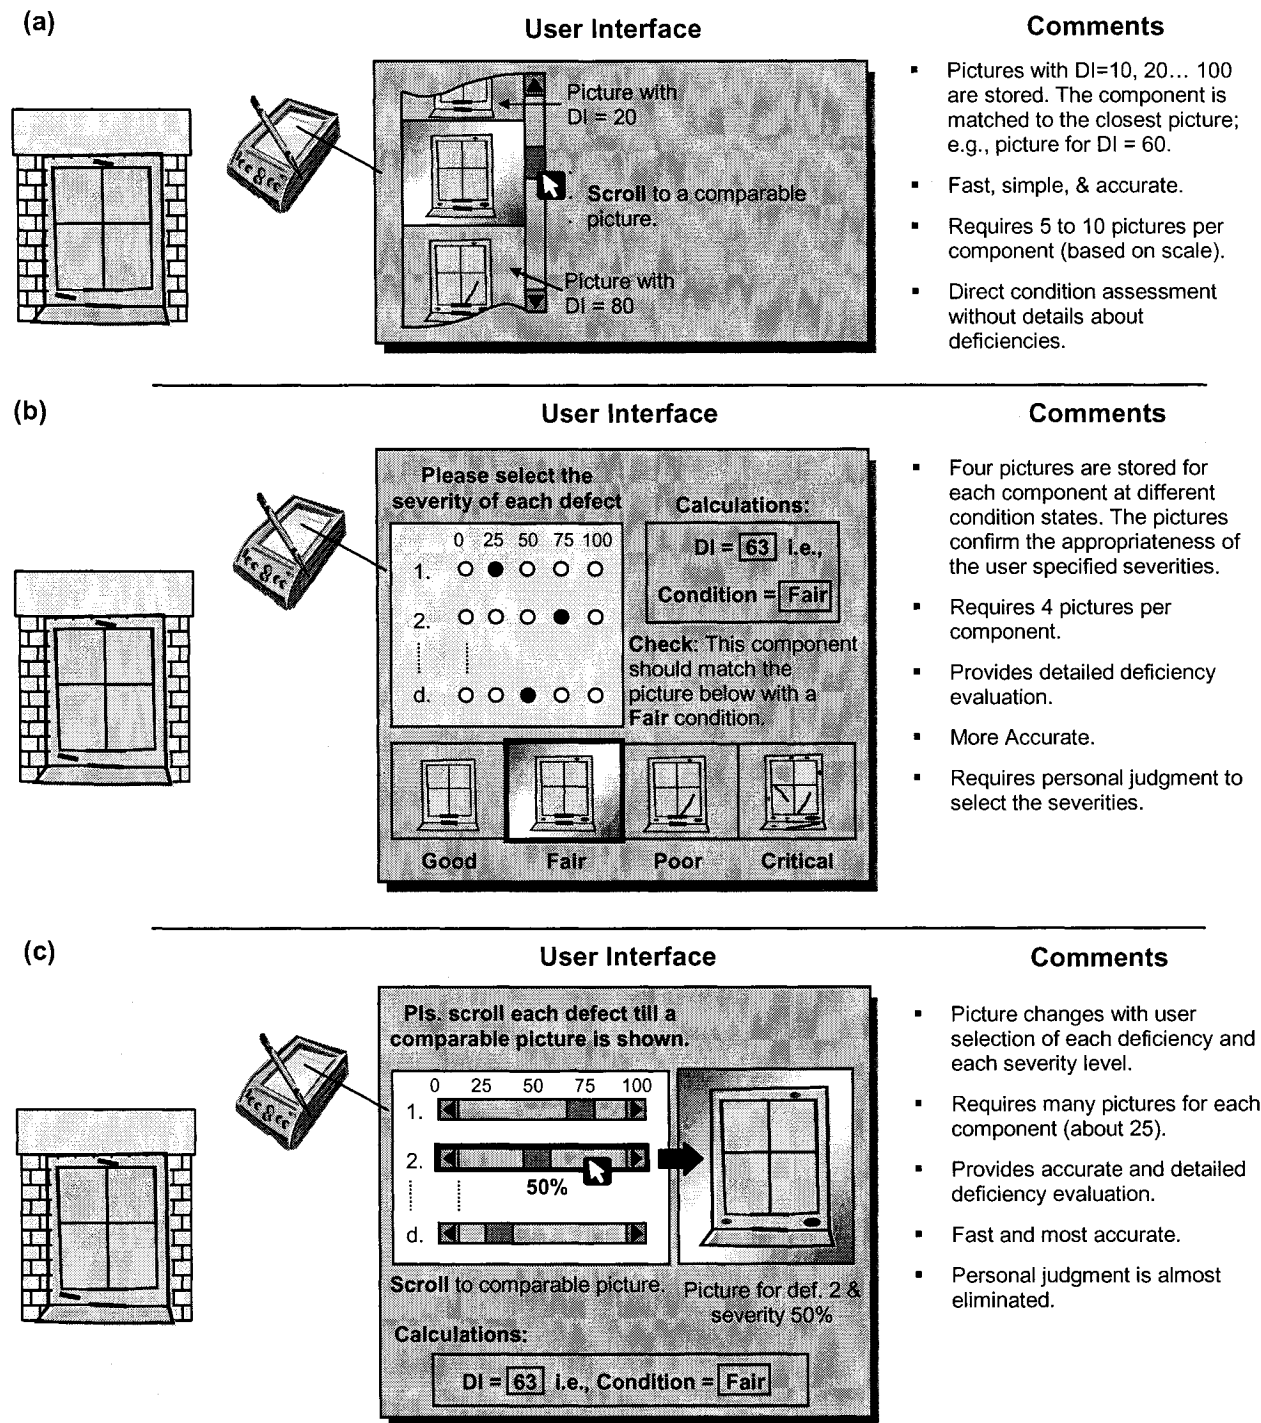 (a)
User Interface
Comments
Picture with
DI = 20
Scroll to a comparable
picture.
Picture with
DI = 80
▪ Pictures with DI=10, 20... 100
are stored. The component is
matched to the closest picture;
e.g., picture for DI = 60.
▪ Fast, simple, & accurate.
▪ Requires 5 to 10 pictures per
component (based on scale).
▪ Direct condition assessment
without details about
deficiencies.
(b)
User Interface
Comments
Please select the
severity of each defect
0 25 50 75 100
1.
2.
d.
Calculations:
DI = 63 i.e.,
Condition = Fair
Check: This component
should match the
picture below with a
Fair condition.
Good Fair Poor Critical
▪ Four pictures are stored for
each component at different
condition states. The pictures
confirm the appropriateness of
the user specified severities.
▪ Requires 4 pictures per
component.
▪ Provides detailed deficiency
evaluation.
▪ More Accurate.
▪ Requires personal judgment to
select the severities.
(c)
User Interface
Comments
Pls. scroll each defect till a
comparable picture is shown.
0 25 50 75 100
1.
2.
50%
d.
Scroll to comparable picture.
Picture for def. 2 &
severity 50%
Calculations:
DI = 63 i.e., Condition = Fair
▪ Picture changes with user
selection of each deficiency and
each severity level.
▪ Requires many pictures for each
component (about 25).
▪ Provides accurate and detailed
deficiency evaluation.
▪ Fast and most accurate.
▪ Personal judgment is almost
eliminated.